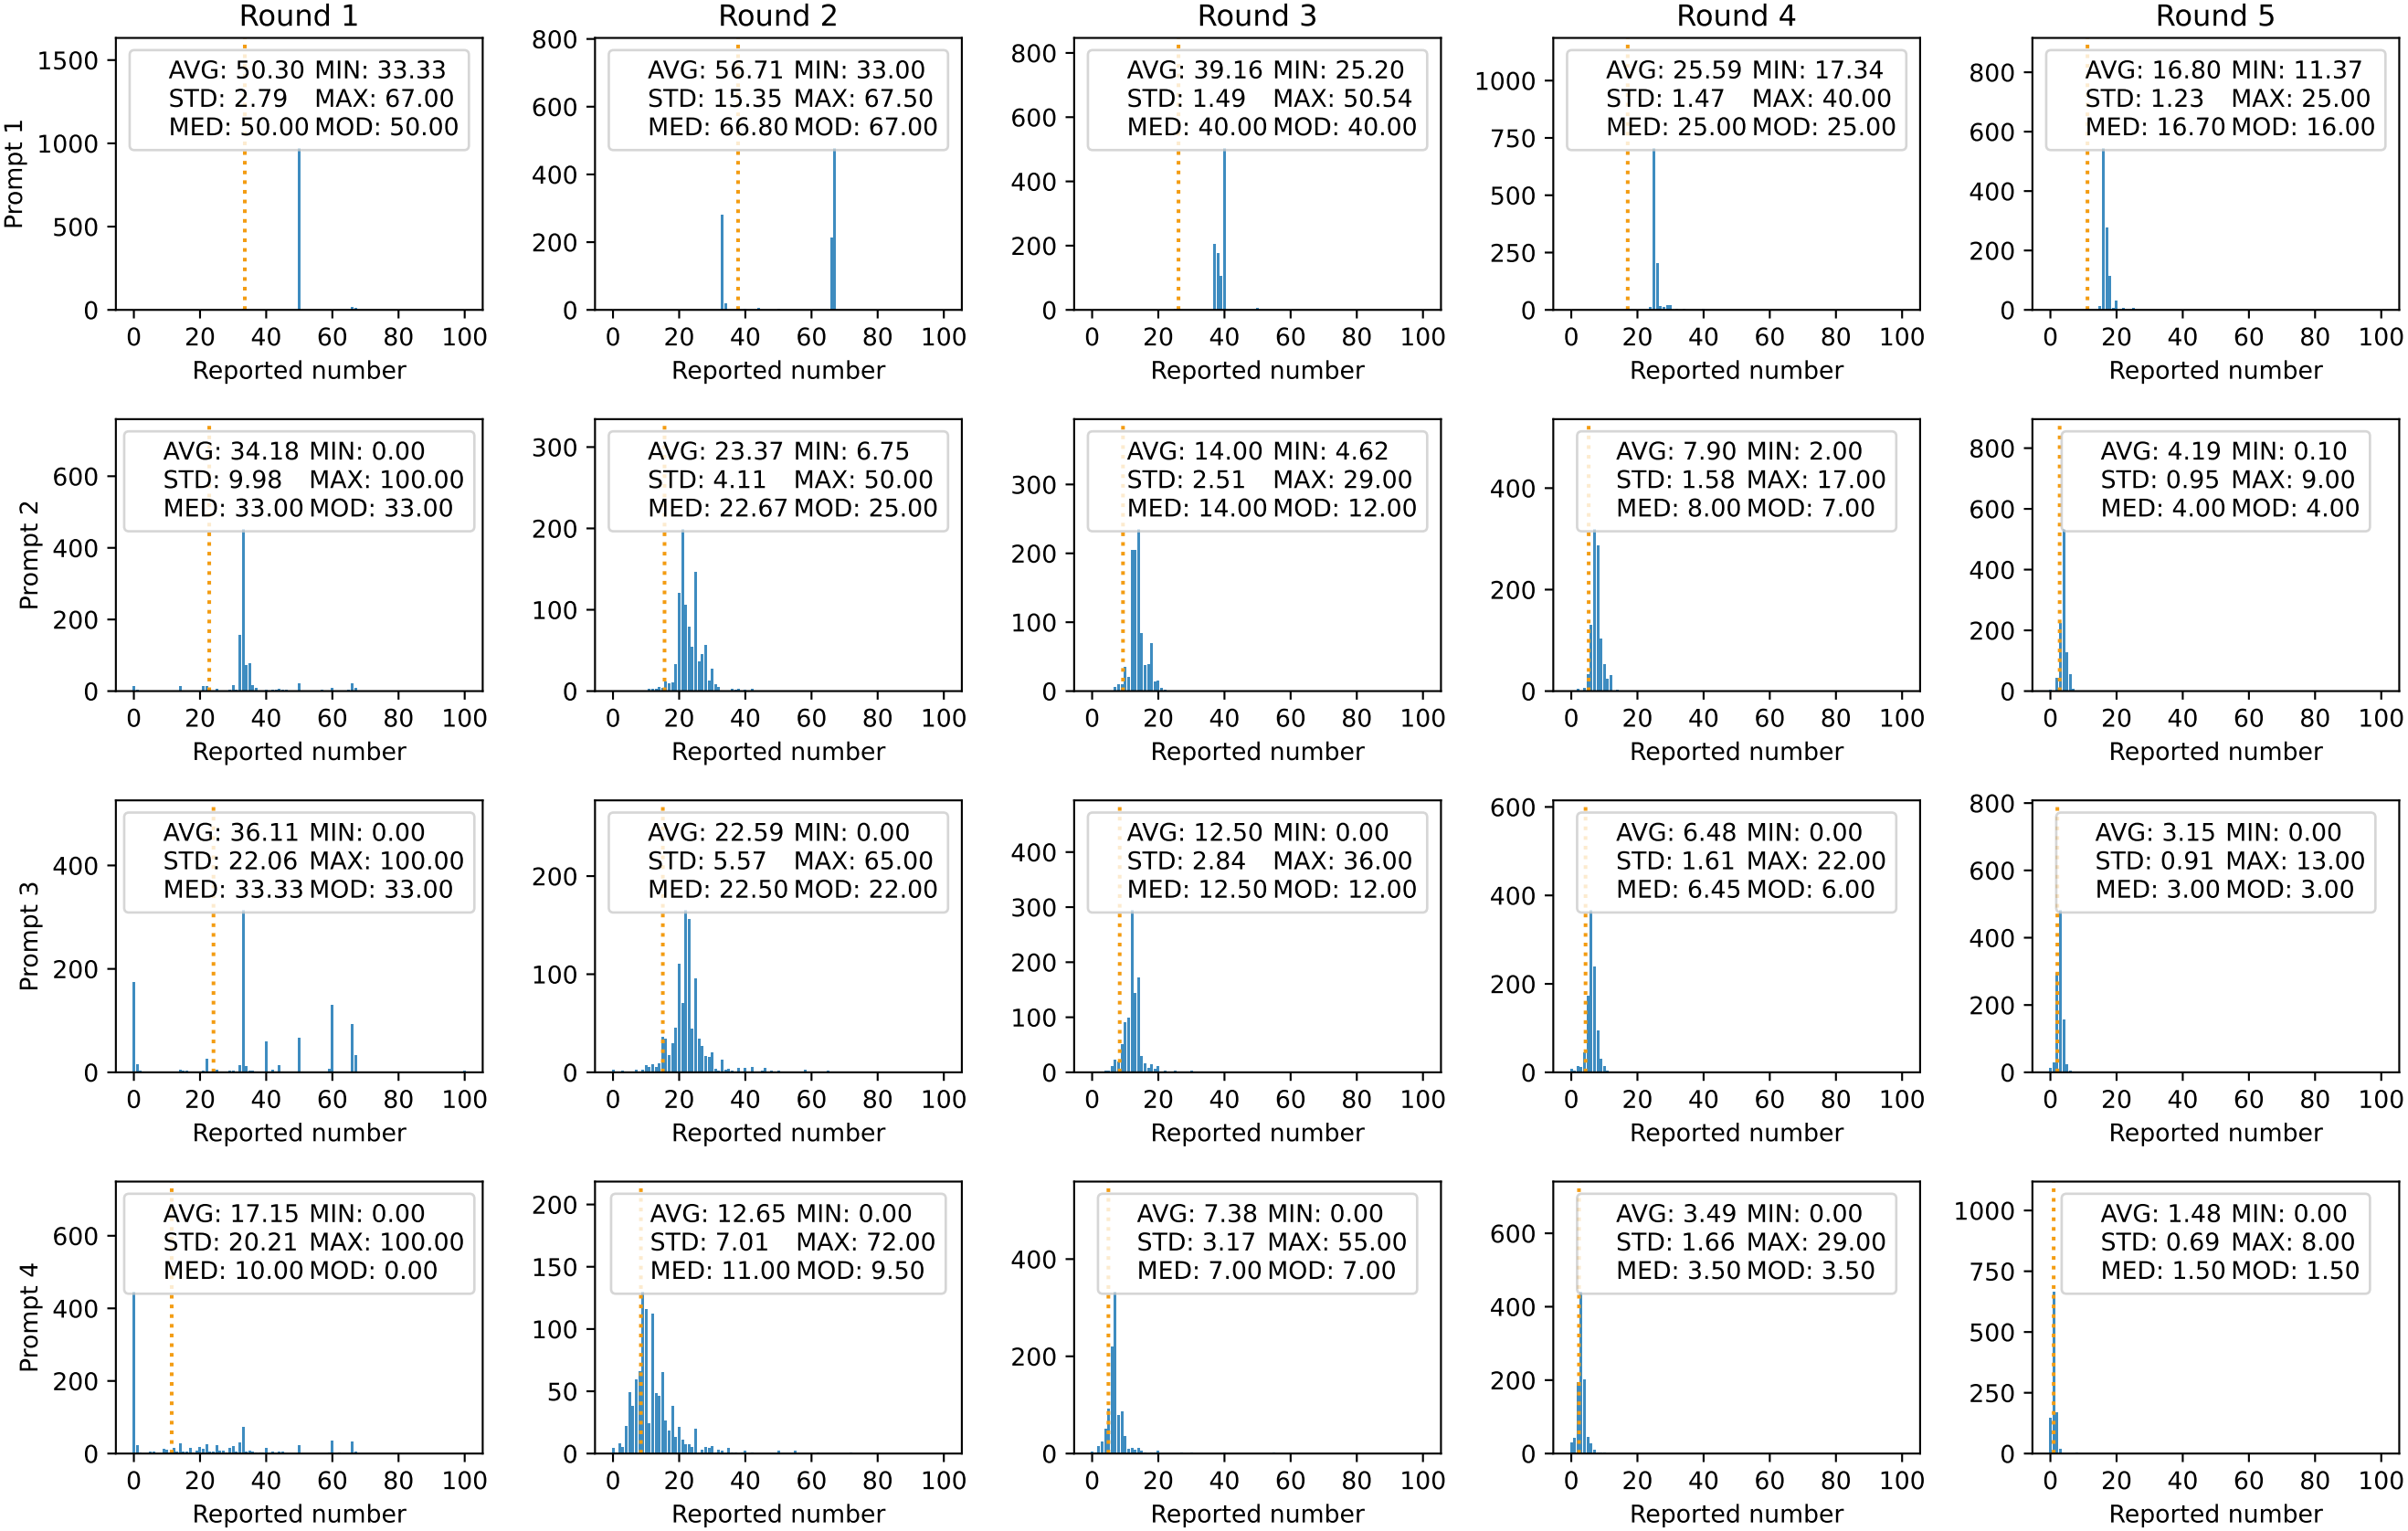 Round 1 Round 2 Round 3 Round 4 Round 5
Prompt 1
1500
1000
500
0
AVG: 50.30 MIN: 33.33
STD: 2.79 MAX: 67.00
MED: 50.00 MOD: 50.00
0 20 40 60 80 100
Reported number
800
600
400
200
0
AVG: 56.71 MIN: 33.00
STD: 15.35 MAX: 67.50
MED: 66.80 MOD: 67.00
0 20 40 60 80 100
Reported number
800
600
400
200
0
AVG: 39.16 MIN: 25.20
STD: 1.49 MAX: 50.54
MED: 40.00 MOD: 40.00
0 20 40 60 80 100
Reported number
1000
750
500
250
0
AVG: 25.59 MIN: 17.34
STD: 1.47 MAX: 40.00
MED: 25.00 MOD: 25.00
0 20 40 60 80 100
Reported number
800
600
400
200
0
AVG: 16.80 MIN: 11.37
STD: 1.23 MAX: 25.00
MED: 16.70 MOD: 16.00
0 20 40 60 80 100
Reported number
Prompt 2
600
400
200
0
AVG: 34.18 MIN: 0.00
STD: 9.98 MAX: 100.00
MED: 33.00 MOD: 33.00
0 20 40 60 80 100
Reported number
300
200
100
0
AVG: 23.37 MIN: 6.75
STD: 4.11 MAX: 50.00
MED: 22.67 MOD: 25.00
0 20 40 60 80 100
Reported number
300
200
100
0
AVG: 14.00 MIN: 4.62
STD: 2.51 MAX: 29.00
MED: 14.00 MOD: 12.00
0 20 40 60 80 100
Reported number
400
200
0
AVG: 7.90 MIN: 2.00
STD: 1.58 MAX: 17.00
MED: 8.00 MOD: 7.00
0 20 40 60 80 100
Reported number
800
600
400
200
0
AVG: 4.19 MIN: 0.10
STD: 0.95 MAX: 9.00
MED: 4.00 MOD: 4.00
0 20 40 60 80 100
Reported number
Prompt 3
400
200
0
AVG: 36.11 MIN: 0.00
STD: 22.06 MAX: 100.00
MED: 33.33 MOD: 33.00
0 20 40 60 80 100
Reported number
200
100
0
AVG: 22.59 MIN: 0.00
STD: 5.57 MAX: 65.00
MED: 22.50 MOD: 22.00
0 20 40 60 80 100
Reported number
400
300
200
100
0
AVG: 12.50 MIN: 0.00
STD: 2.84 MAX: 36.00
MED: 12.50 MOD: 12.00
0 20 40 60 80 100
Reported number
600
400
200
0
AVG: 6.48 MIN: 0.00
STD: 1.61 MAX: 22.00
MED: 6.45 MOD: 6.00
0 20 40 60 80 100
Reported number
800
600
400
200
0
AVG: 3.15 MIN: 0.00
STD: 0.91 MAX: 13.00
MED: 3.00 MOD: 3.00
0 20 40 60 80 100
Reported number
Prompt 4
600
400
200
0
AVG: 17.15 MIN: 0.00
STD: 20.21 MAX: 100.00
MED: 10.00 MOD: 0.00
0 20 40 60 80 100
Reported number
200
150
100
50
0
AVG: 12.65 MIN: 0.00
STD: 7.01 MAX: 72.00
MED: 11.00 MOD: 9.50
0 20 40 60 80 100
Reported number
400
200
0
AVG: 7.38 MIN: 0.00
STD: 3.17 MAX: 55.00
MED: 7.00 MOD: 7.00
0 20 40 60 80 100
Reported number
600
400
200
0
AVG: 3.49 MIN: 0.00
STD: 1.66 MAX: 29.00
MED: 3.50 MOD: 3.50
0 20 40 60 80 100
Reported number
1000
750
500
250
0
AVG: 1.48 MIN: 0.00
STD: 0.69 MAX: 8.00
MED: 1.50 MOD: 1.50
0 20 40 60 80 100
Reported number